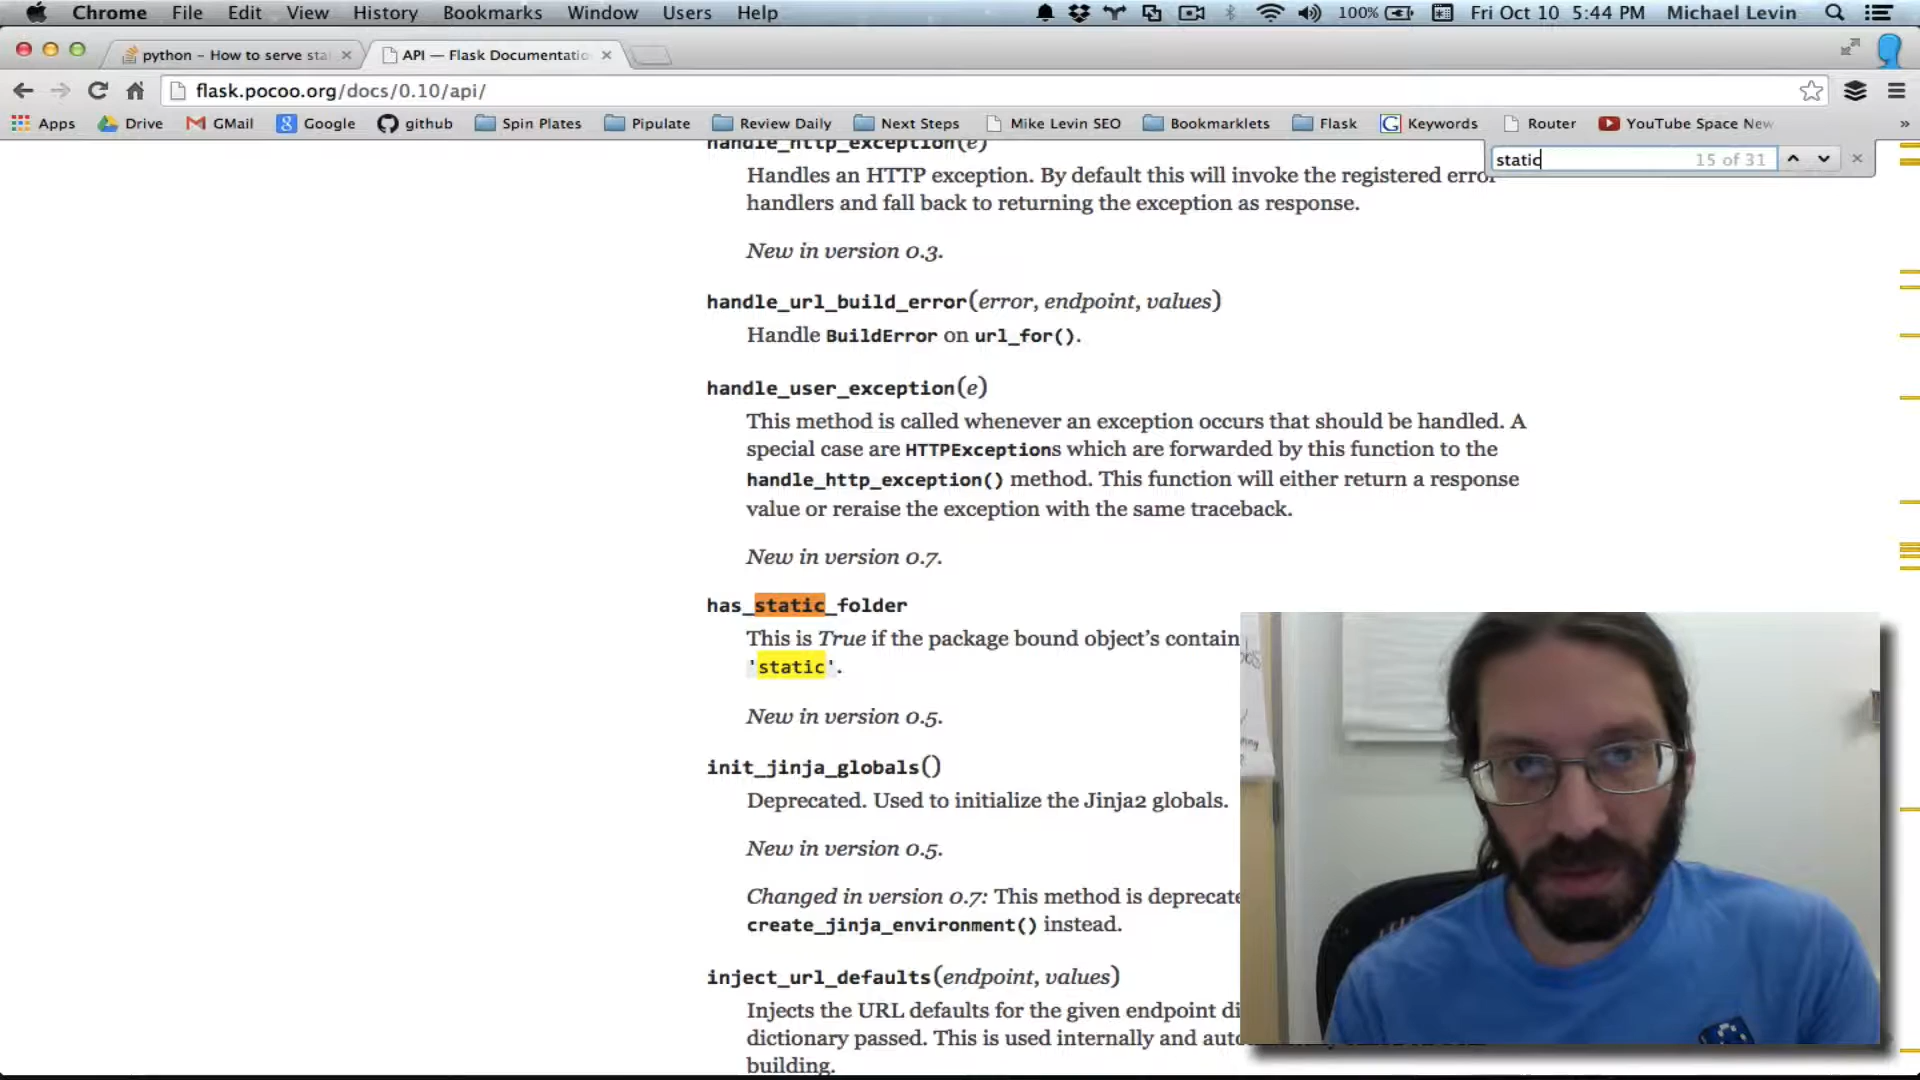 Chrome File Edit View History Bookmarks Window Users Help 100% Fri Oct 10 5:44 PM Michael Levin
python - How to serve sta API — Flask Documentatio
flask.pocoo.org/docs/0.10/api/
Apps Drive GMail Google github Spin Plates Pipulate Review Daily Next Steps Mike Levin SEO Bookmarklets Flask Keywords Router YouTube Space New »
static 15 of 31
handle_http_exception(e)
Handles an HTTP exception. By default this will invoke the registered error
handlers and fall back to returning the exception as response.
New in version 0.3.
handle_url_build_error(error, endpoint, values)
Handle BuildError on url_for().
handle_user_exception(e)
This method is called whenever an exception occurs that should be handled. A
special case are HTTPExceptions which are forwarded by this function to the
handle_http_exception() method. This function will either return a response
value or reraise the exception with the same traceback.
New in version 0.7.
has_static_folder
This is True if the package bound object's contain
'static'.
New in version 0.5.
init_jinja_globals()
Deprecated. Used to initialize the Jinja2 globals.
New in version 0.5.
Changed in version 0.7: This method is deprecate
create_jinja_environment() instead.
inject_url_defaults(endpoint, values)
Injects the URL defaults for the given endpoint di
dictionary passed. This is used internally and auto
building.